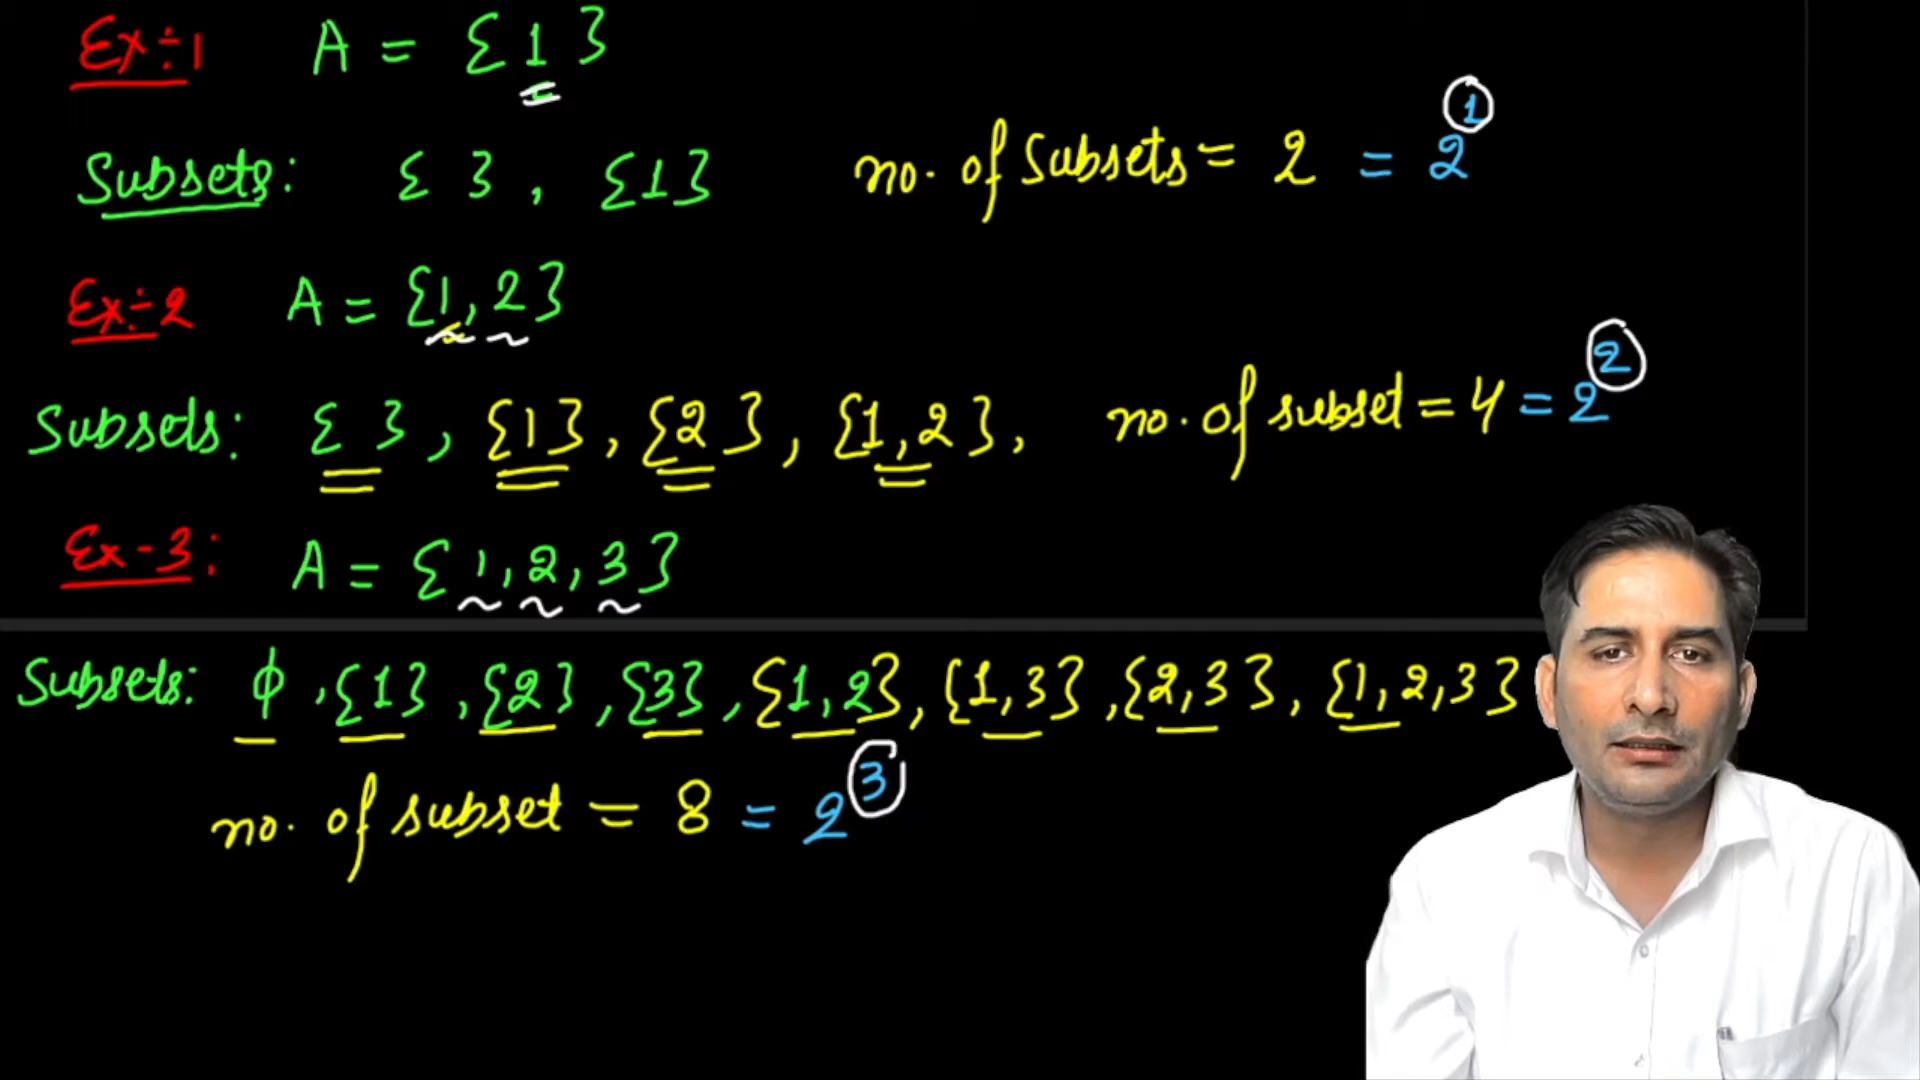 Ex÷1 A = {1}
Subsets: { }, {1} no. of Subsets = 2 = 2¹
Ex÷2 A = {1,2}
Subsets: { }, {1}, {2}, {1,2}, no. of subset = 4 = 2²
Ex-3: A = {1,2,3}
Subsets: ϕ, {1}, {2}, {3}, {1,2}, {1,3}, {2,3}, {1,2,3}
no. of subset = 8 = 2³